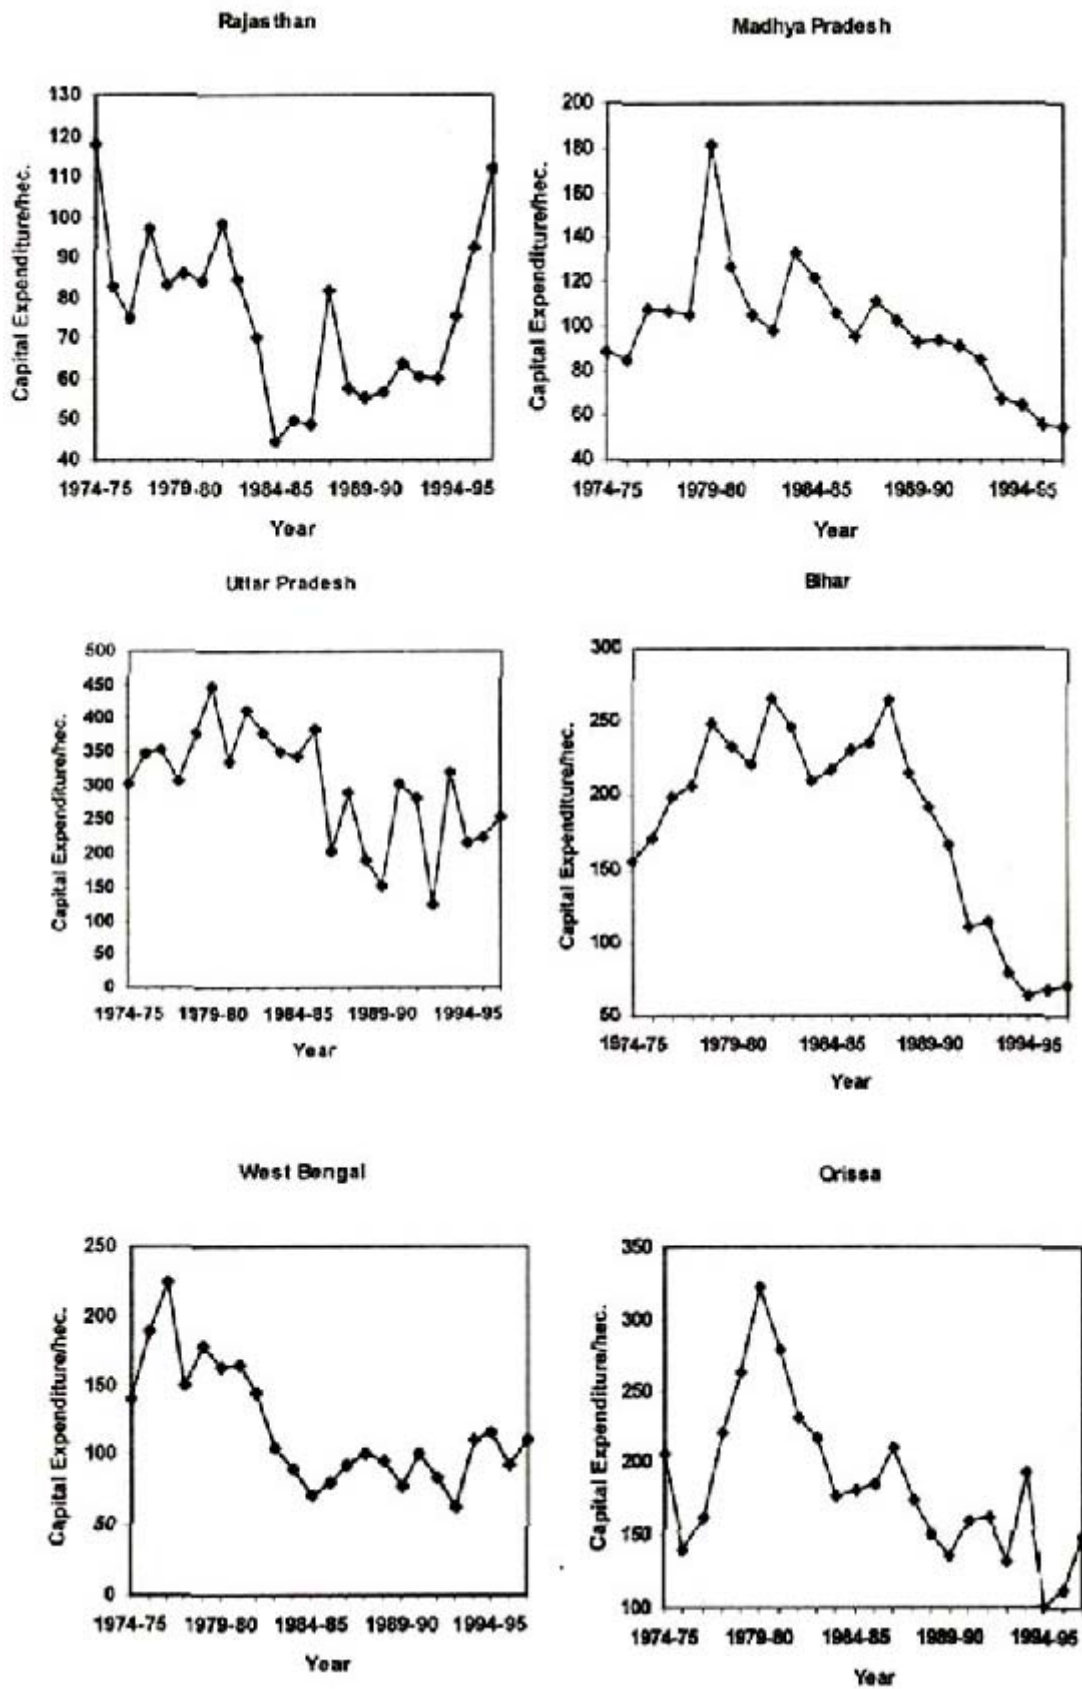 Rajasthan
Capital Expenditure/hec.
130
120
110
100
90
80
70
60
50
40
1974-75 1979-80 1984-85 1989-90 1994-95
Year
Madhya Pradesh
Capital Expenditure/hec.
200
180
160
140
120
100
80
60
40
1974-75 1979-80 1984-85 1989-90 1994-95
Year
Uttar Pradesh
Capital Expenditure/hec.
500
450
400
350
300
250
200
150
100
50
0
1974-75 1979-80 1984-85 1989-90 1994-95
Year
Bihar
Capital Expenditure/hec.
300
250
200
150
100
50
1974-75 1979-80 1984-85 1989-90 1994-95
Year
West Bengal
Capital Expenditure/hec.
250
200
150
100
50
0
1974-75 1979-80 1984-85 1989-90 1994-95
Year
Orissa
Capital Expenditure/hec.
350
300
250
200
150
100
1974-75 1979-80 1984-85 1989-90 1994-95
Year